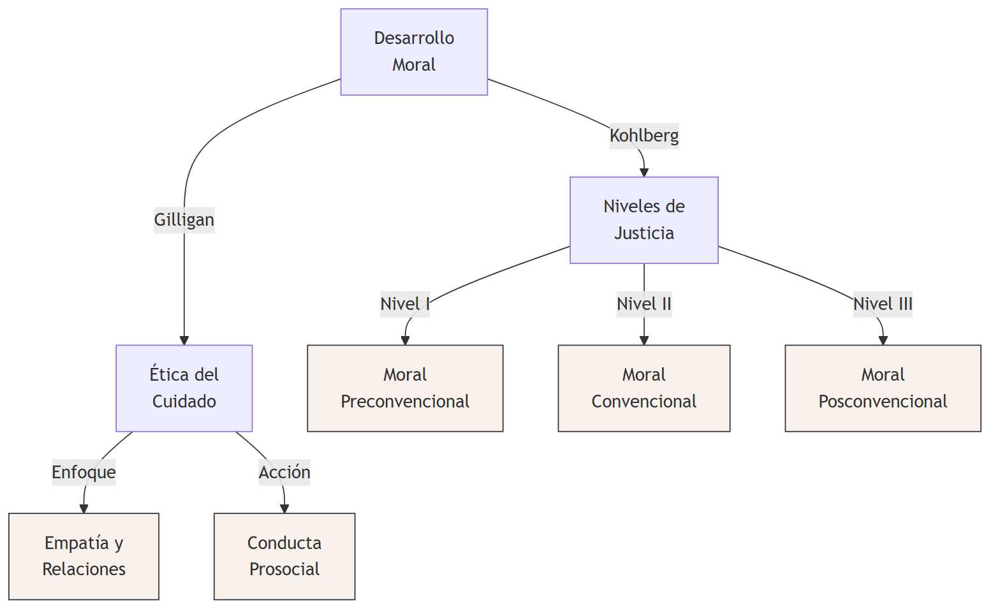 Desarrollo
Moral
Kohlberg
Gilligan
Niveles de
Justicia
Nivel I
Nivel II
Nivel III
Ética del
Cuidado
Moral
Preconvencional
Moral
Convencional
Moral
Posconvencional
Enfoque
Acción
Empatía y
Relaciones
Conducta
Prosocial